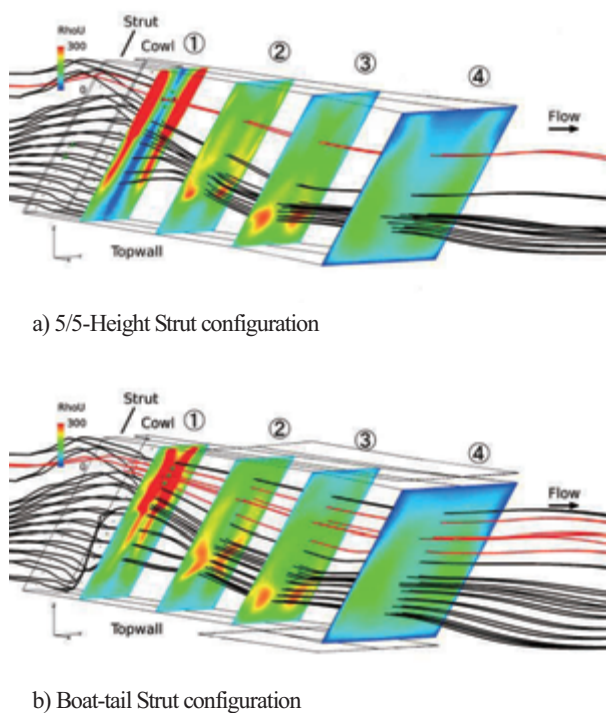 Strut
Cowl
①
②
③
④
RhoU
300
0
Flow
Topwall
a) 5/5-Height Strut configuration
Strut
Cowl
①
②
③
④
RhoU
300
0
Flow
Topwall
b) Boat-tail Strut configuration